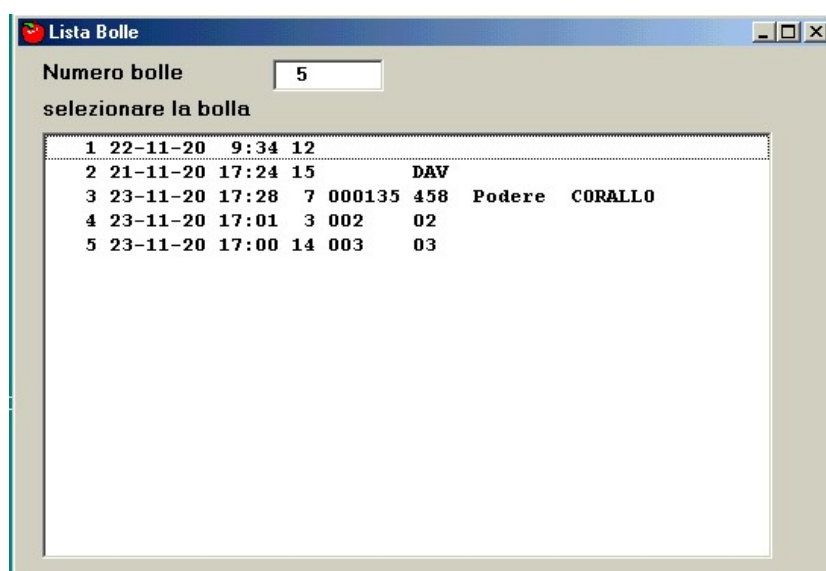 Lista Bolle
Numero bolle 5
selezionare la bolla
1 22-11-20 9:34 12
2 21-11-20 17:24 15 DAV
3 23-11-20 17:28 7 000135 458 Podere CORALLO
4 23-11-20 17:01 3 002 02
5 23-11-20 17:00 14 003 03